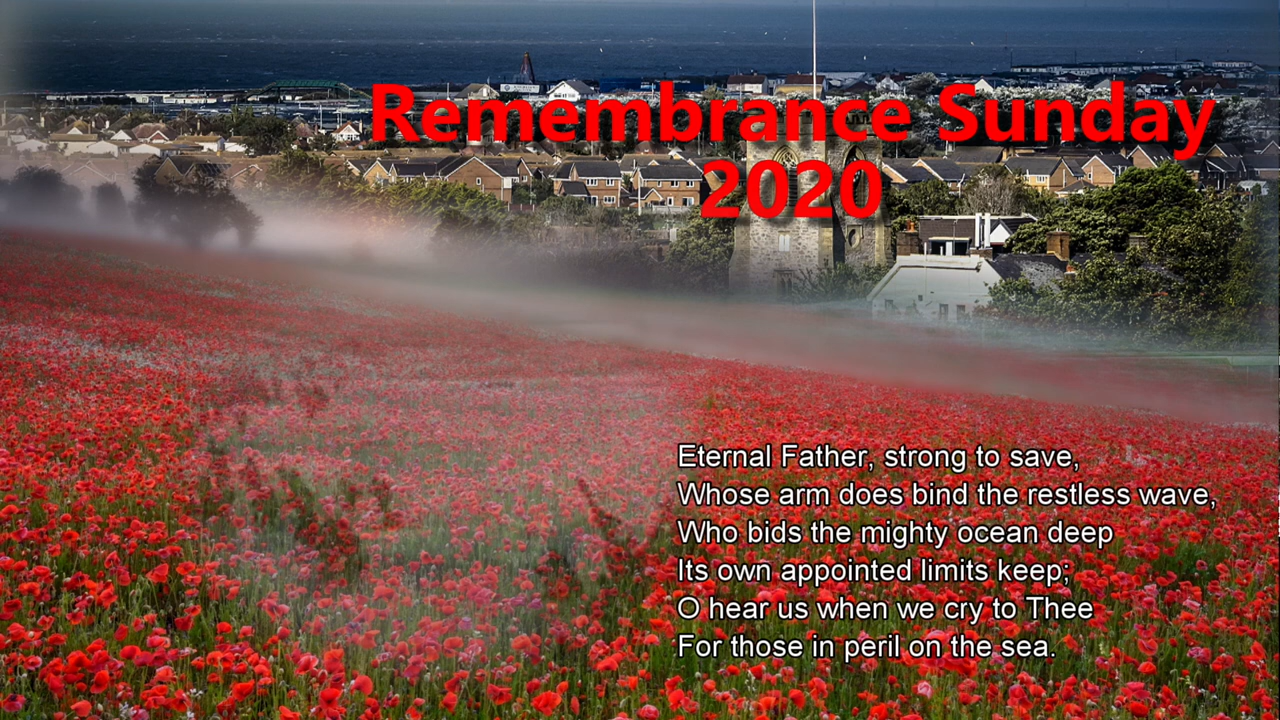 Remembrance Sunday
2020
Eternal Father, strong to save,
Whose arm does bind the restless wave,
Who bids the mighty ocean deep
Its own appointed limits keep;
O hear us when we cry to Thee
For those in peril on the sea.